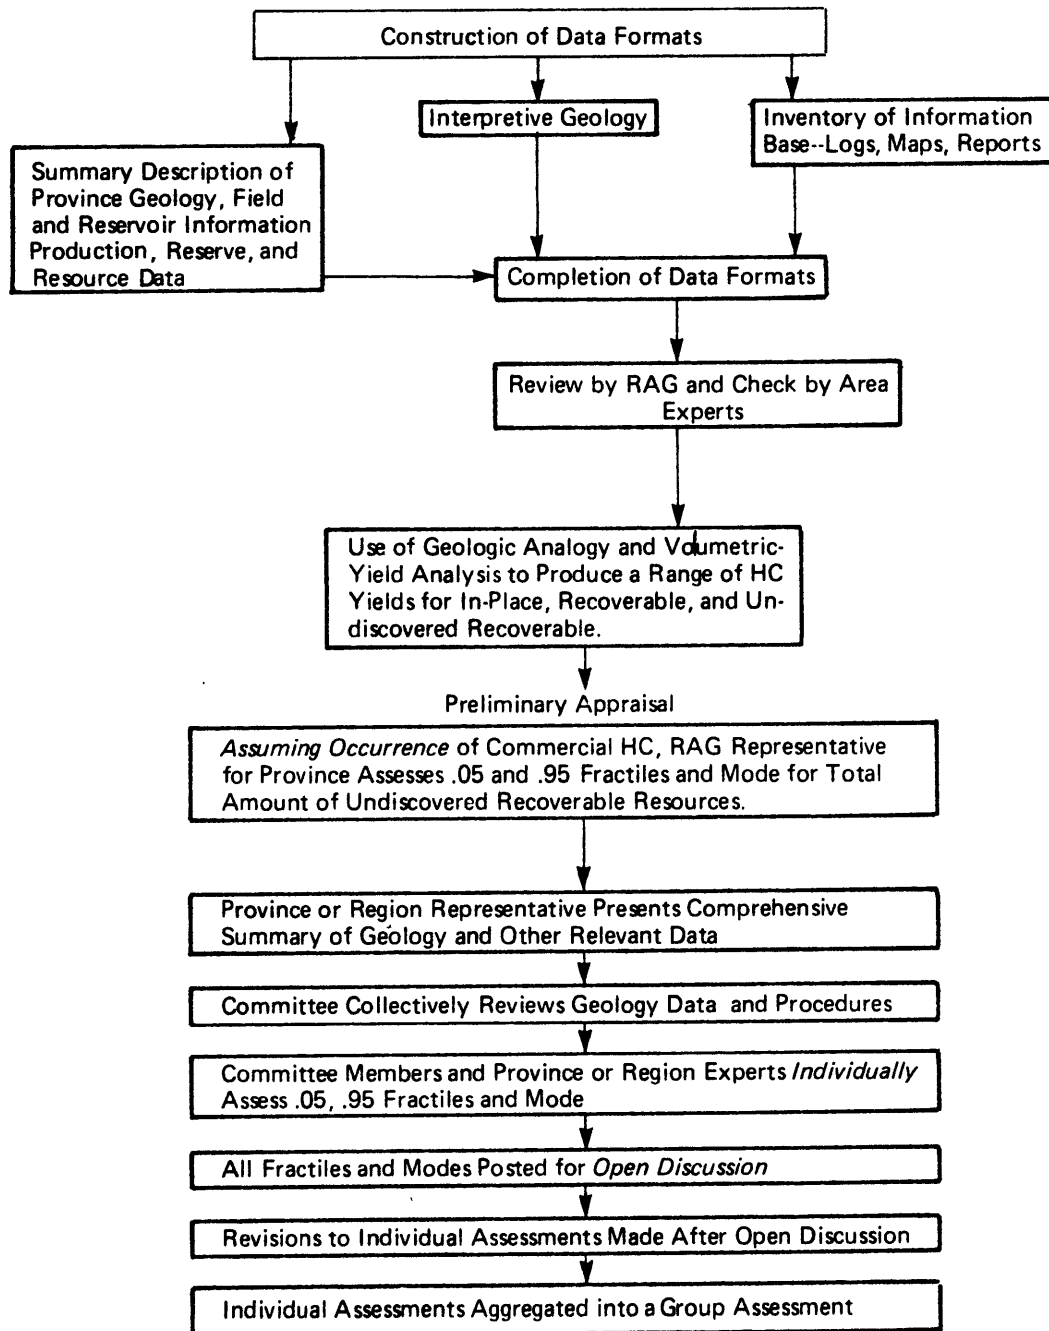 Construction of Data Formats
Interpretive Geology
Inventory of Information
Base--Logs, Maps, Reports
Summary Description of
Province Geology, Field
and Reservoir Information
Production, Reserve, and
Resource Data
Completion of Data Formats
Review by RAG and Check by Area
Experts
Use of Geologic Analogy and Voumetric-
Yield Analysis to Produce a Range of HC
Yields for In-Place, Recoverable, and Un-
discovered Recoverable.
Preliminary Appraisal
Assuming Occurrence of Commercial HC, RAG Representative
for Province Assesses .05 and .95 Fractiles and Mode for Total
Amount of Undiscovered Recoverable Resources.
Province or Region Representative Presents Comprehensive
Summary of Geology and Other Relevant Data
Committee Collectively Reviews Geology Data and Procedures
Committee Members and Province or Region Experts Individually
Assess .05, .95 Fractiles and Mode
All Fractiles and Modes Posted for Open Discussion
Revisions to Individual Assessments Made After Open Discussion
Individual Assessments Aggregated into a Group Assessment